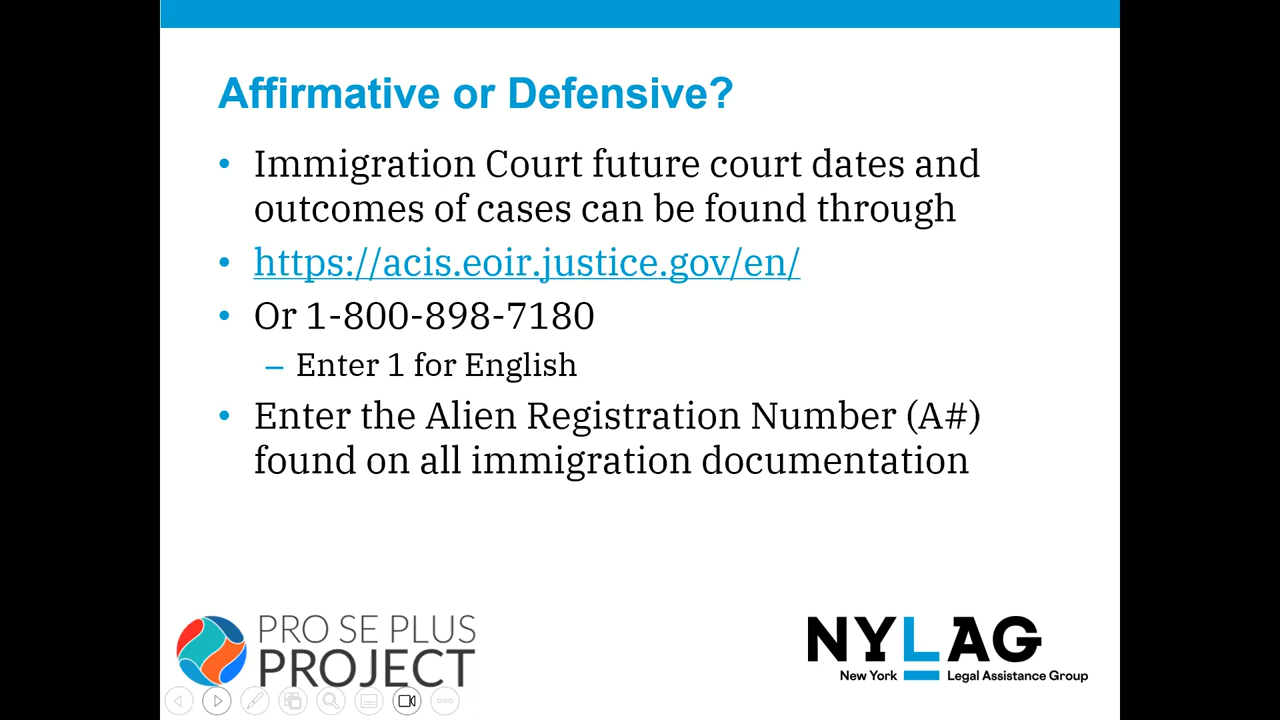 Affirmative or Defensive?
• Immigration Court future court dates and
outcomes of cases can be found through
• https://acis.eoir.justice.gov/en/
• Or 1-800-898-7180
– Enter 1 for English
• Enter the Alien Registration Number (A#)
found on all immigration documentation
PRO SE PLUS
PROJECT
NYLAG
New York Legal Assistance Group